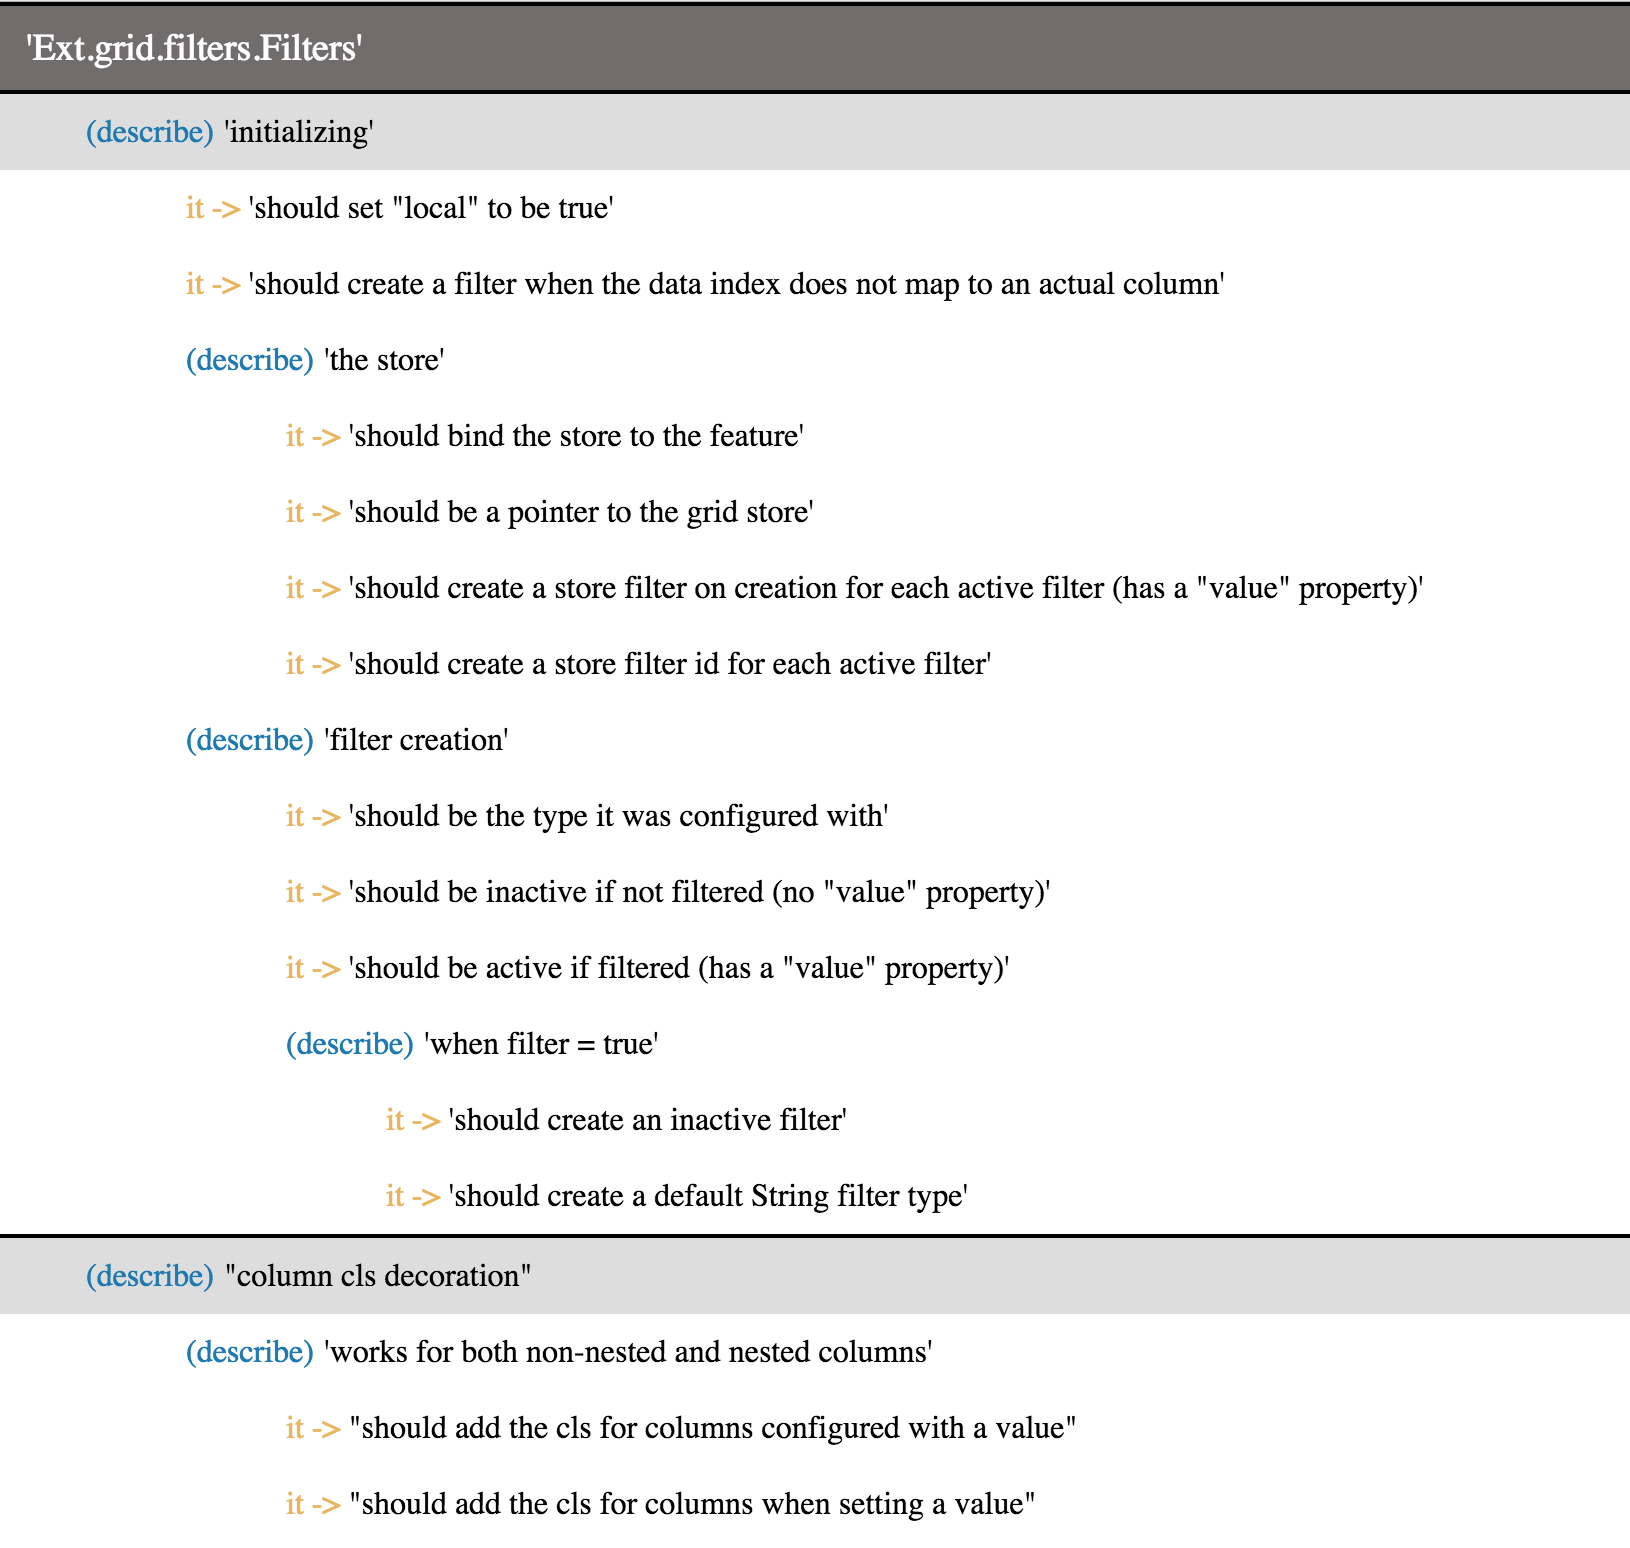 'Ext.grid.filters.Filters'
(describe) 'initializing'
it -> 'should set "local" to be true'
it -> 'should create a filter when the data index does not map to an actual column'
(describe) 'the store'
it -> 'should bind the store to the feature'
it -> 'should be a pointer to the grid store'
it -> 'should create a store filter on creation for each active filter (has a "value" property)'
it -> 'should create a store filter id for each active filter'
(describe) 'filter creation'
it -> 'should be the type it was configured with'
it -> 'should be inactive if not filtered (no "value" property)'
it -> 'should be active if filtered (has a "value" property)'
(describe) 'when filter = true'
it -> 'should create an inactive filter'
it -> 'should create a default String filter type'
(describe) "column cls decoration"
(describe) 'works for both non-nested and nested columns'
it -> "should add the cls for columns configured with a value"
it -> "should add the cls for columns when setting a value"